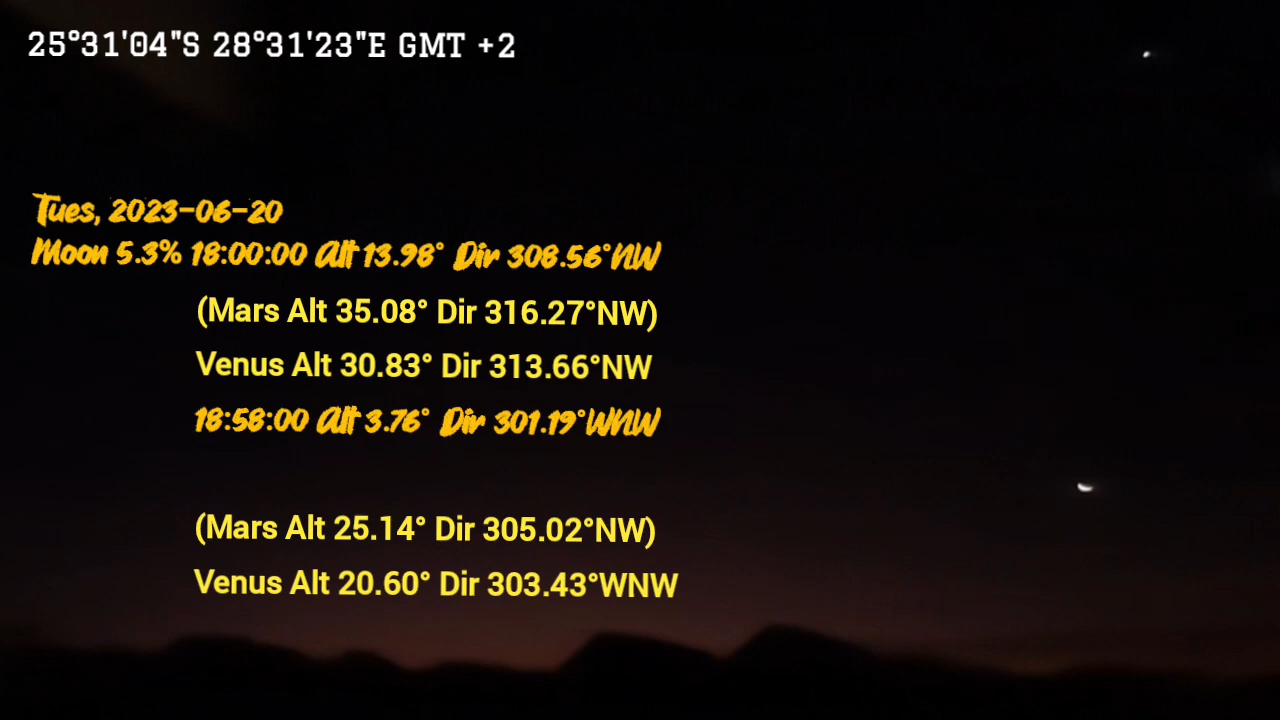 25°31'04"S 28°31'23"E GMT +2
Tues, 2023-06-20
Moon 5.3% 18:00:00 Alt 13.98° Dir 308.56°NW
(Mars Alt 35.08° Dir 316.27°NW)
Venus Alt 30.83° Dir 313.66°NW
18:58:00 Alt 3.76° Dir 301.19°WNW
(Mars Alt 25.14° Dir 305.02°NW)
Venus Alt 20.60° Dir 303.43°WNW